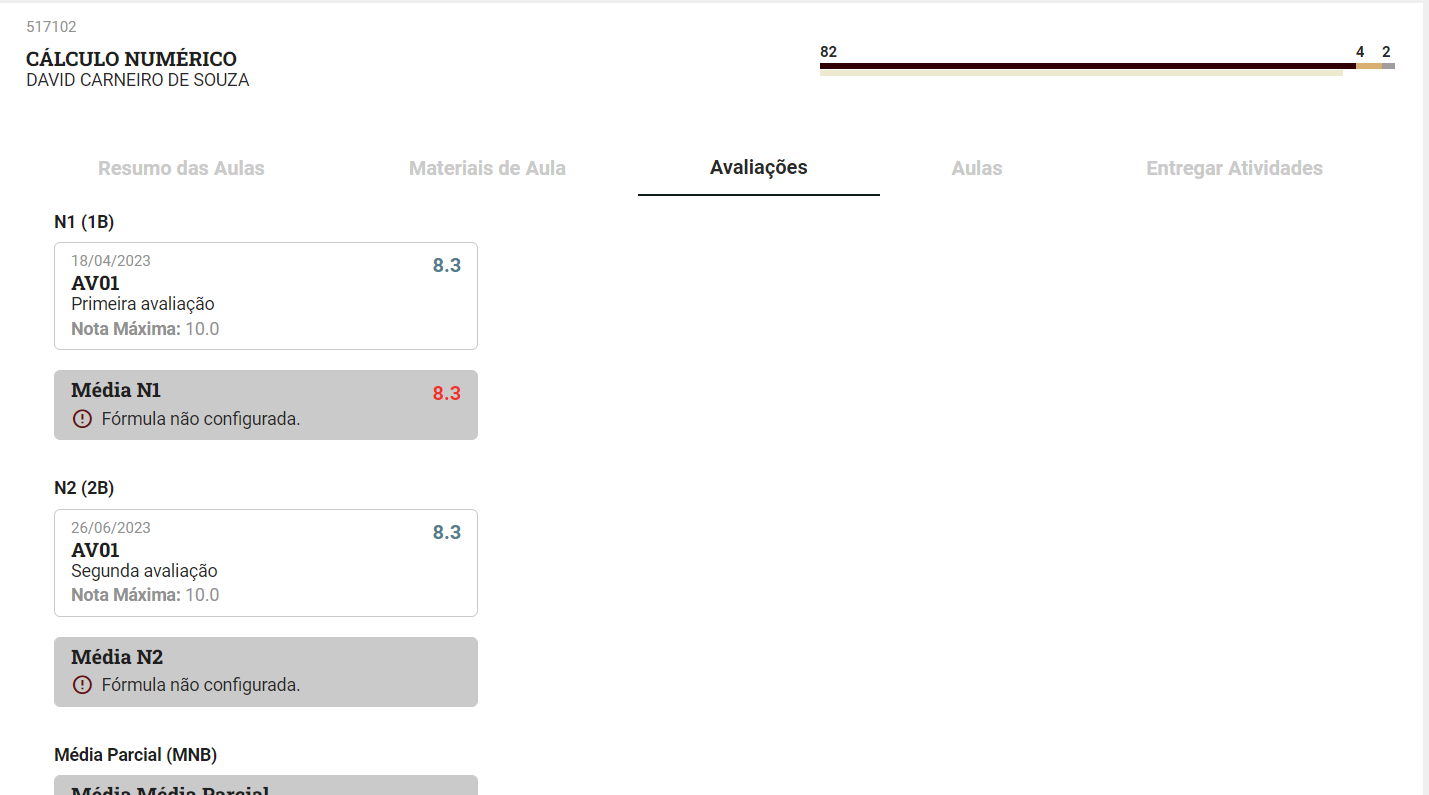 517102
CÁLCULO NUMÉRICO
DAVID CARNEIRO DE SOUZA
82 4 2
Resumo das Aulas Materiais de Aula Avaliações Aulas Entregar Atividades
N1 (1B)
18/04/2023
8.3
AV01
Primeira avaliação
Nota Máxima: 10.0
Média N1 8.3
Fórmula não configurada.
N2 (2B)
26/06/2023
8.3
AV01
Segunda avaliação
Nota Máxima: 10.0
Média N2
Fórmula não configurada.
Média Parcial (MNB)
Média Média Parcial